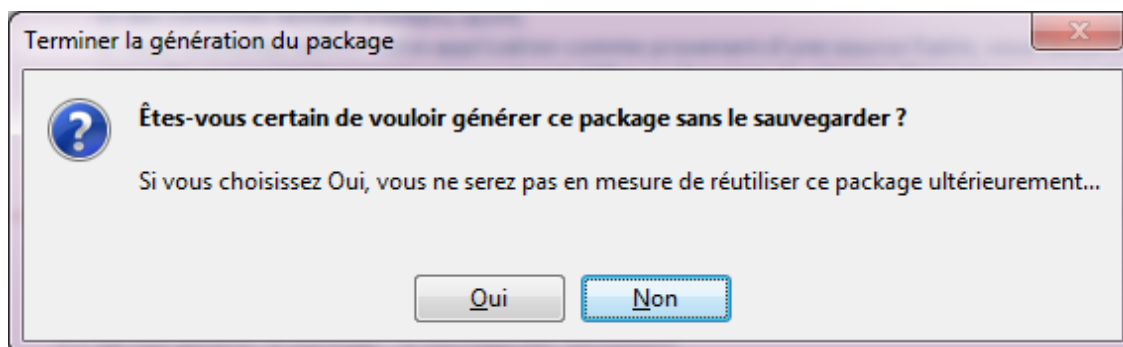 Terminer la génération du package
Êtes-vous certain de vouloir générer ce package sans le sauvegarder ?
Si vous choisissez Oui, vous ne serez pas en mesure de réutiliser ce package ultérieurement...
Oui
Non